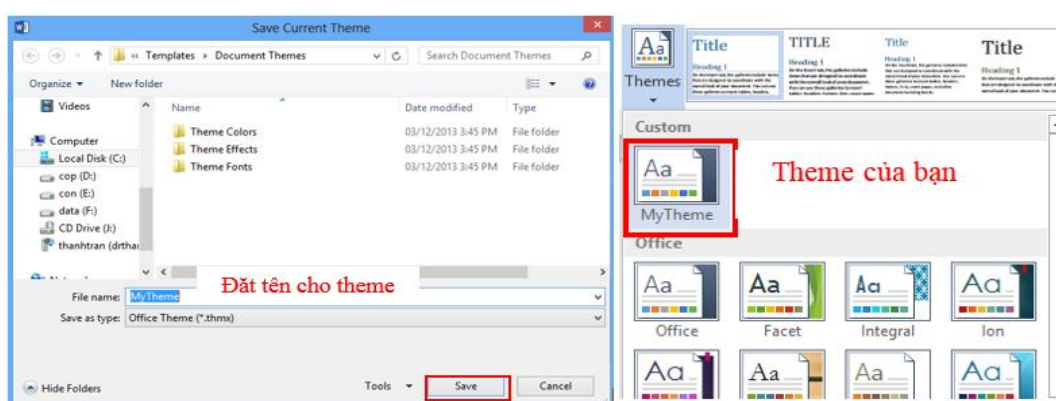 Save Current Theme
« Templates ▸ Document Themes
Search Document Themes
Organize
New folder
Name
Date modified
Type
Videos
Computer
Local Disk (C:)
cop (D:)
con (E:)
data (F:)
CD Drive (I:)
thanhtran (drthar
Theme Colors 03/12/2013 3:45 PM File folder
Theme Effects 03/12/2013 3:45 PM File folder
Theme Fonts 03/12/2013 3:45 PM File folder
Đặt tên cho theme
File name: MyTheme
Save as type: Office Theme (*.thmx)
Hide Folders
Tools
Save
Cancel
Aa
Themes
Title
Heading 1
TITLE
Heading 1
Title
Heading 1
Title
Heading 1
Custom
Aa
MyTheme
Theme của bạn
Office
Aa Aa Aa Aa
Office Facet Integral Ion
Aa Aa Aa Aa